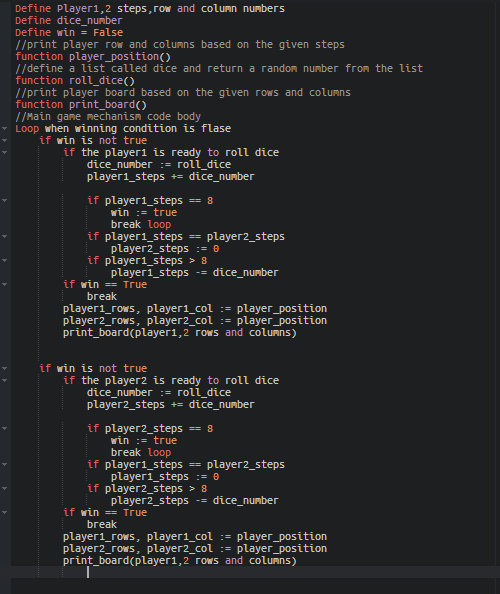 Define Player1,2 steps,row and column numbers
Define dice_number
Define win = False
//print player row and columns based on the given steps
function player_position()
//define a list called dice and return a random number from the list
function roll_dice()
//print player board based on the given rows and columns
function print_board()
//Main game mechanism code body
Loop when winning condition is flase
if win is not true
if the player1 is ready to roll dice
dice_number := roll_dice
player1_steps += dice_number
if player1_steps == 8
win := true
break loop
if player1_steps == player2_steps
player2_steps := 0
if player1_steps > 8
player1_steps -= dice_number
if win == True
break
player1_rows, player1_col := player_position
player2_rows, player2_col := player_position
print_board(player1,2 rows and columns)
if win is not true
if the player2 is ready to roll dice
dice_number := roll_dice
player2_steps += dice_number
if player2_steps == 8
win := true
break loop
if player1_steps == player2_steps
player1_steps := 0
if player2_steps > 8
player2_steps -= dice_number
if win == True
break
player1_rows, player1_col := player_position
player2_rows, player2_col := player_position
print_board(player1,2 rows and columns)